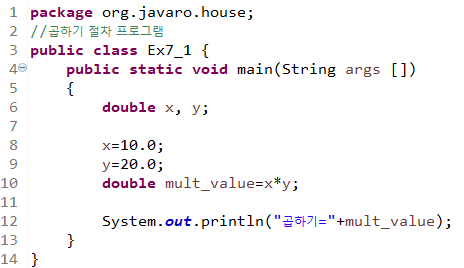 1 package org.javaro.house;
2 //곱하기 절차 프로그램
3 public class Ex7_1 {
4 public static void main(String args [])
5 {
6 double x, y;
7
8 x=10.0;
9 y=20.0;
10 double mult_value=x*y;
11
12 System.out.println("곱하기="+mult_value);
13 }
14 }